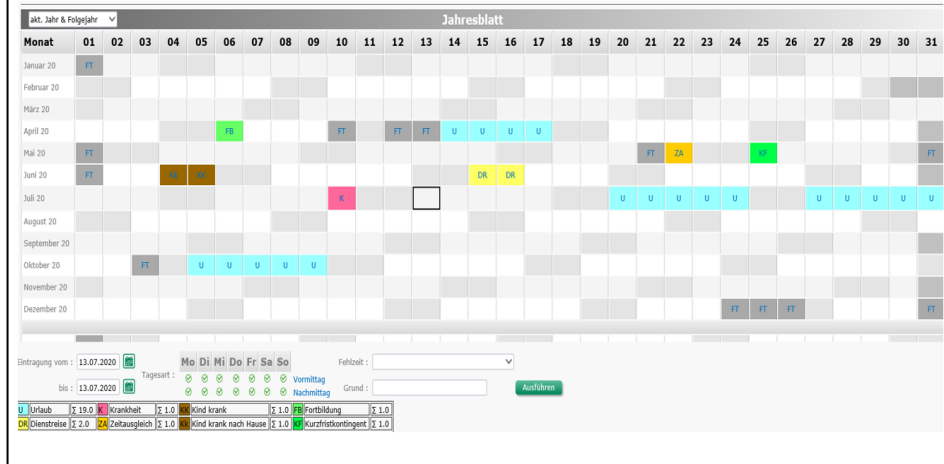 akt. Jahr & Folgejahr Jahresblatt
Monat 01 02 03 04 05 06 07 08 09 10 11 12 13 14 15 16 17 18 19 20 21 22 23 24 25 26 27 28 29 30 31
Januar 20 FT
Februar 20
März 20
April 20 FB FT FT FT U U U U
Mai 20 FT FT ZA KF FT
Juni 20 FT KK KK DR DR
Juli 20 K U U U U U U U U U U
August 20
September 20
Oktober 20 FT U U U U U
November 20
Dezember 20 FT FT FT FT
Eintragung vom : 13.07.2020 Tagesart : Mo Di Mi Do Fr Sa So Fehlzeit :
Vormittag
bis : 13.07.2020 Nachmittag Grund : Ausführen
U Urlaub Σ 19.0 K Krankheit Σ 1.0 KK Kind krank Σ 1.0 FB Fortbildung Σ 1.0
DR Dienstreise Σ 2.0 ZA Zeitausgleich Σ 1.0 Kk Kind krank nach Hause Σ 1.0 KF Kurzfristkontingent Σ 1.0